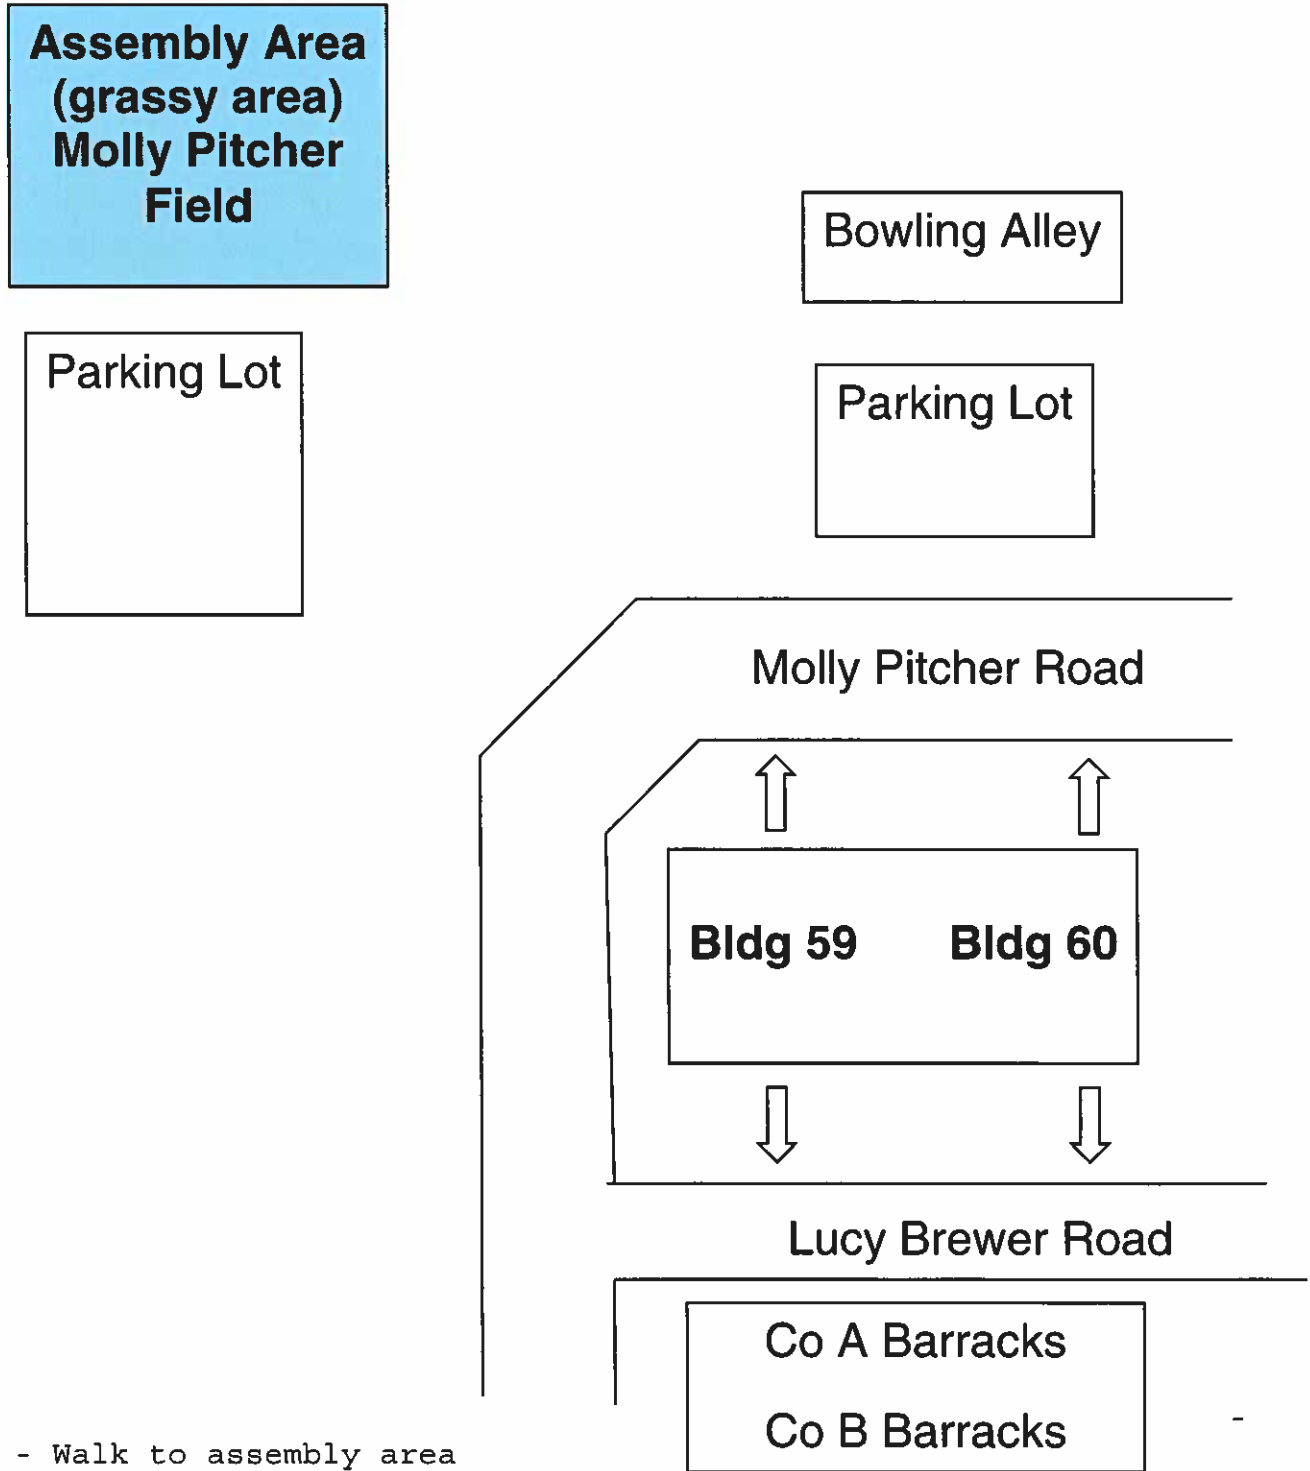 Assembly Area
(grassy area)
Molly Pitcher
Field
Bowling Alley
Parking Lot
Parking Lot
Molly Pitcher Road
Bldg 59 Bldg 60
Lucy Brewer Road
Co A Barracks
Co B Barracks
-
- Walk to assembly area